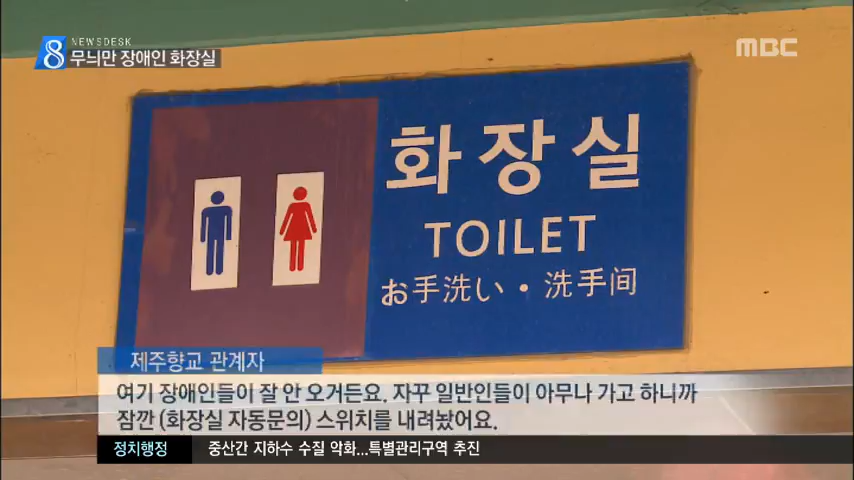 NEWSDESK
8 무늬만 장애인 화장실
MBC
화장실
TOILET
お手洗い・洗手间
제주향교 관계자
여기 장애인들이 잘 안 오거든요. 자꾸 일반인들이 아무나 가고 하니까
잠깐 (화장실 자동문의) 스위치를 내려놨어요.
정치행정 중산간 지하수 수질 악화...특별관리구역 추진